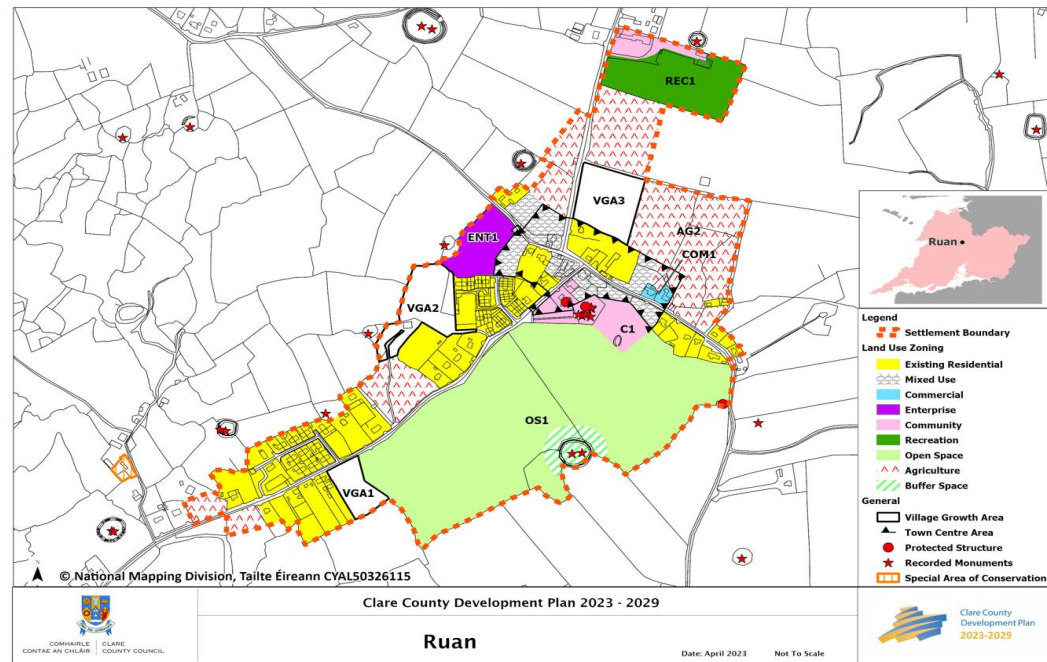 REC1
VGA3
AG2
COM1
ENT1
VGA2
C1
OS1
VGA1
Ruan
Legend
Settlement Boundary
Land Use Zoning
Existing Residential
Mixed Use
Commercial
Enterprise
Community
Recreation
Open Space
Agriculture
Buffer Space
General
Village Growth Area
Town Centre Area
Protected Structure
Recorded Monuments
Special Area of Conservation
© National Mapping Division, Tailte Éireann CYAL50326115
COMHAIRLE CONTAE AN CHLÁIR
CLARE COUNTY COUNCIL
Clare County Development Plan 2023 - 2029
Ruan
Date: April 2023
Not To Scale
Clare County
Development Plan
2023-2029